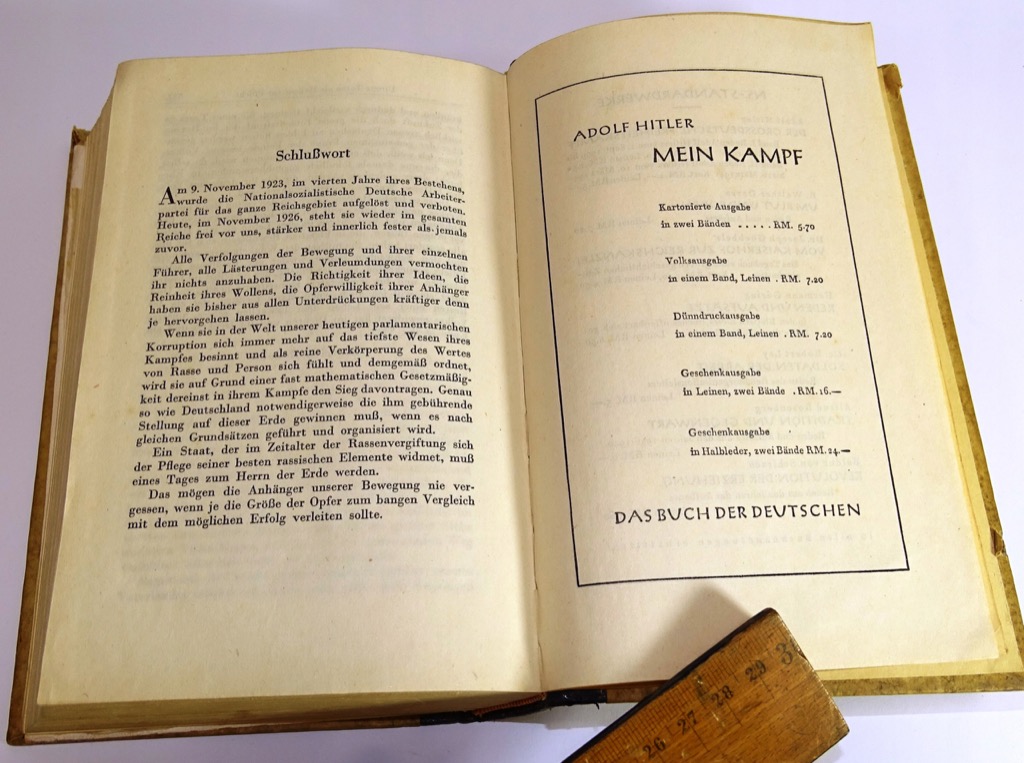 Schlußwort
Am 9. November 1923, im vierten Jahre ihres Bestehens,
wurde die Nationalsozialistische Deutsche Arbeiter-
partei für das ganze Reichsgebiet aufgelöst und verboten.
Heute, im November 1926, steht sie wieder im gesamten
Reiche frei vor uns, stärker und innerlich fester als jemals
zuvor.
Alle Verfolgungen der Bewegung und ihrer einzelnen
Führer, alle Lästerungen und Verleumdungen vermochten
ihr nichts anzuhaben. Die Richtigkeit ihrer Ideen, die
Reinheit ihres Wollens, die Opferwilligkeit ihrer Anhänger
haben sie bisher aus allen Unterdrückungen kräftiger denn
je hervorgehen lassen.
Wenn sie in der Welt unserer heutigen parlamentarischen
Korruption sich immer mehr auf das tiefste Wesen ihres
Kampfes besinnt und als reine Verkörperung des Wertes
von Rasse und Person sich fühlt und demgemäß ordnet,
wird sie auf Grund einer fast mathematischen Gesetzmäßig-
keit dereinst in ihrem Kampfe den Sieg davontragen. Genau
so wie Deutschland notwendigerweise die ihm gebührende
Stellung auf dieser Erde gewinnen muß, wenn es nach
gleichen Grundsätzen geführt und organisiert wird.
Ein Staat, der im Zeitalter der Rassenvergiftung sich
der Pflege seiner besten rassischen Elemente widmet, muß
eines Tages zum Herrn der Erde werden.
Das mögen die Anhänger unserer Bewegung nie ver-
gessen, wenn je die Größe der Opfer zum bangen Vergleich
mit dem möglichen Erfolg verleiten sollte.
ADOLF HITLER
MEIN KAMPF
Kartonierte Ausgabe
in zwei Bänden . . . . . RM. 5.70
Volksausgabe
in einem Band, Leinen . RM. 7.20
Dünndruckausgabe
in einem Band, Leinen . RM. 7.20
Geschenkausgabe
in Leinen, zwei Bände . RM. 16.—
Geschenkausgabe
in Halbleder, zwei Bände RM. 24.—
DAS BUCH DER DEUTSCHEN
26 27 28 29 3